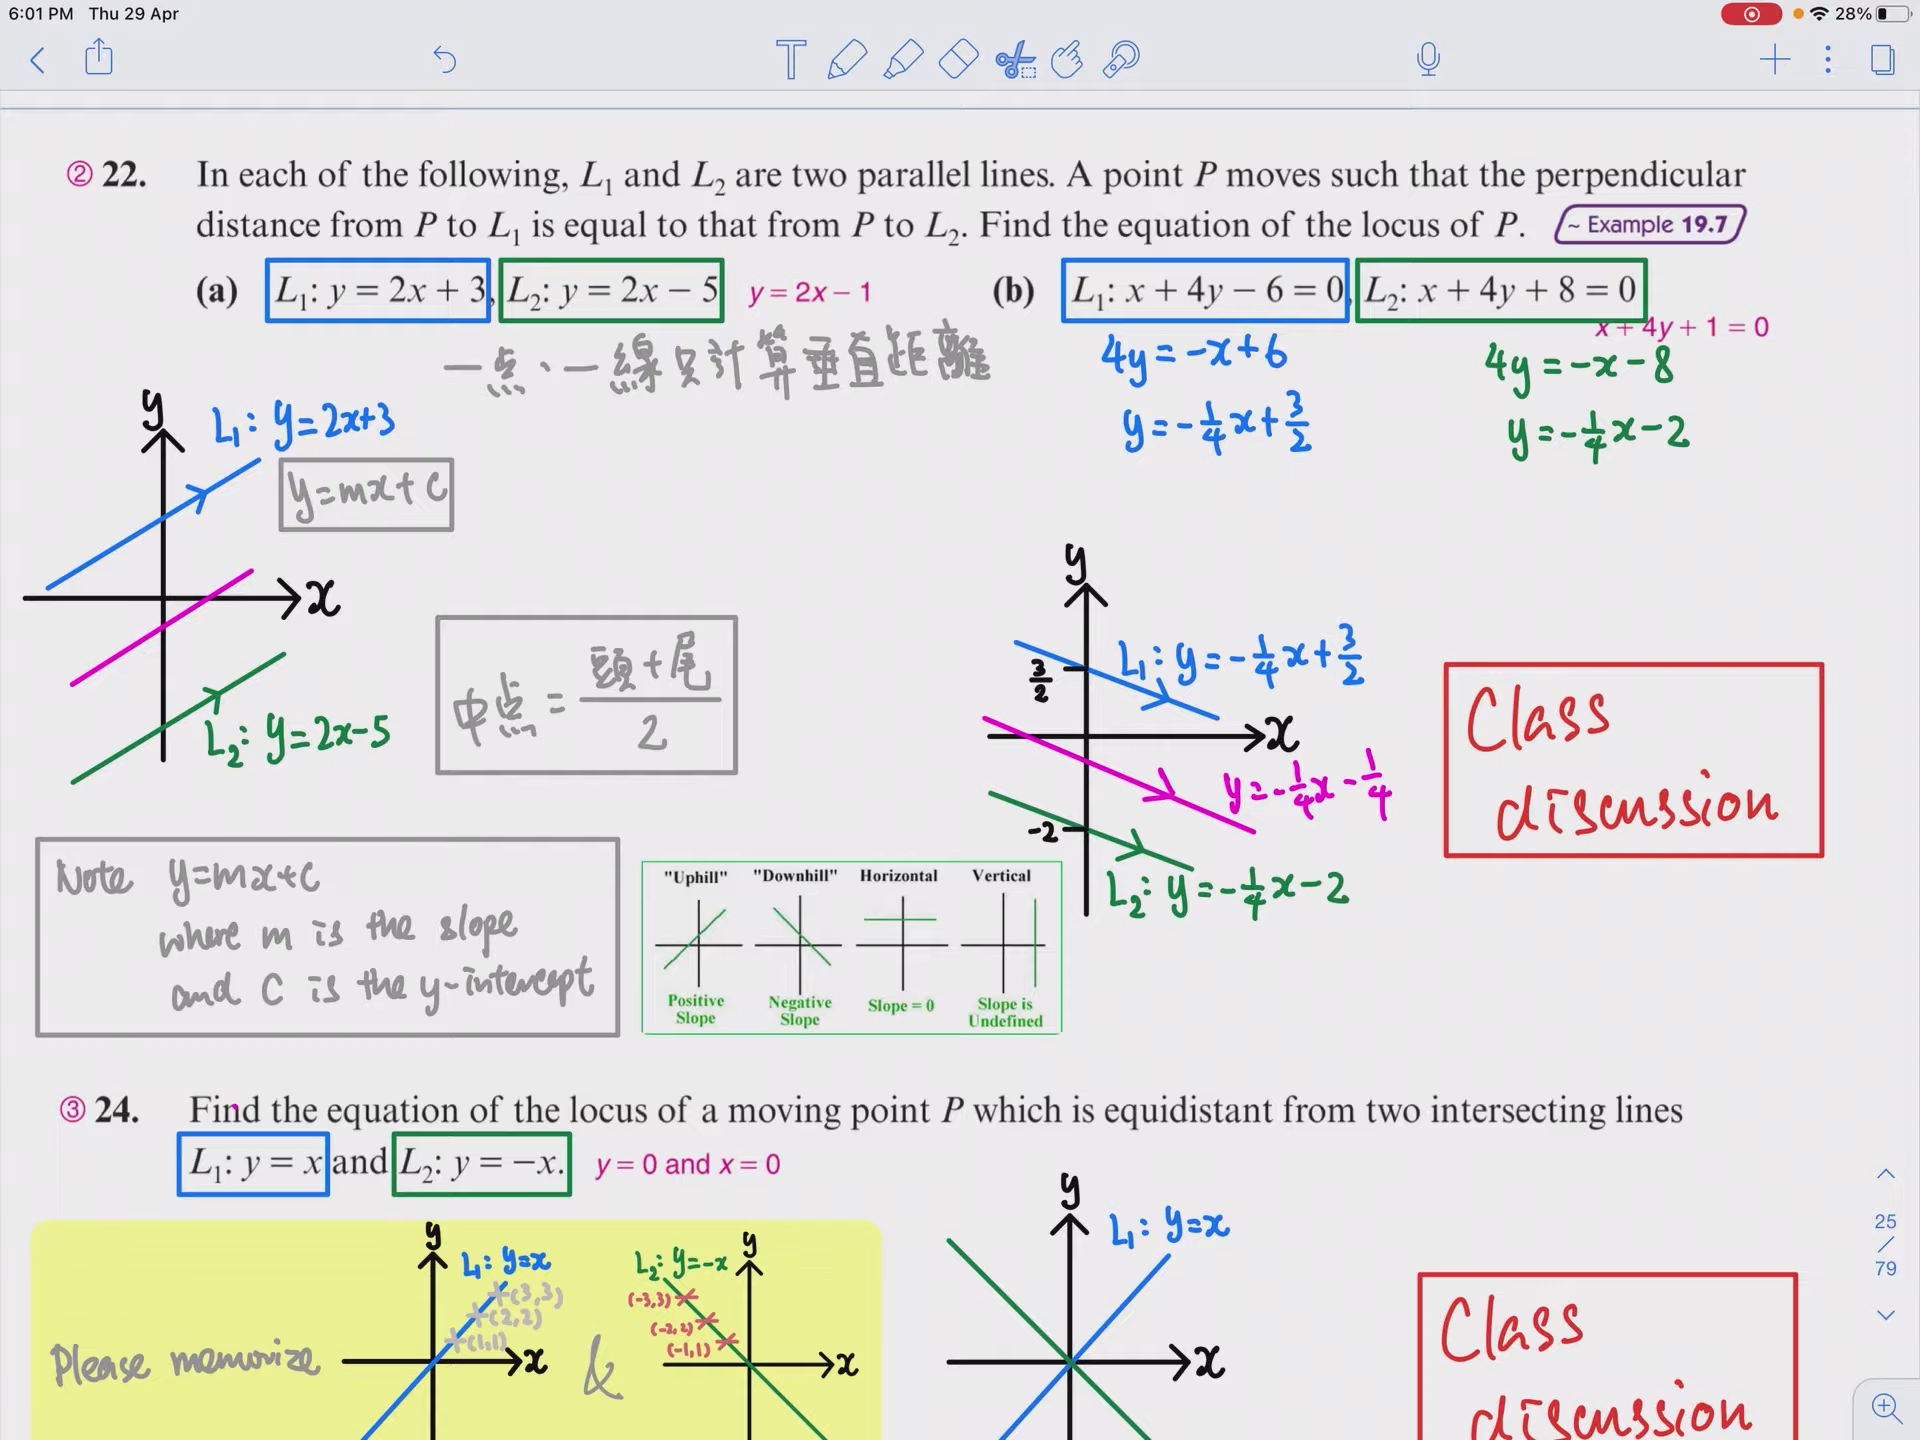 6:01 PM Thu 29 Apr
28%
② 22. In each of the following, L₁ and L₂ are two parallel lines. A point P moves such that the perpendicular
distance from P to L₁ is equal to that from P to L₂. Find the equation of the locus of P. ~ Example 19.7
(a) L₁: y = 2x + 3, L₂: y = 2x − 5 y = 2x − 1
(b) L₁: x + 4y − 6 = 0, L₂: x + 4y + 8 = 0
x + 4y + 1 = 0
一点、一線只計算垂直距離
4y = -x+6
y = -1/4 x + 3/2
4y = -x-8
y = -1/4 x - 2
y
L₁: y=2x+3
y=mx+c
x
L₂: y=2x-5
中点 = 頭+尾/2
y
3/2
L₁: y = -1/4 x + 3/2
x
y = -1/4 x - 1/4
-2
L₂: y = -1/4 x - 2
Class
discussion
Note y=mx+c
where m is the slope
and c is the y-intercept
"Uphill" "Downhill" Horizontal Vertical
Positive
Slope
Negative
Slope
Slope = 0
Slope is
Undefined
③ 24. Find the equation of the locus of a moving point P which is equidistant from two intersecting lines
L₁: y = x and L₂: y = −x. y = 0 and x = 0
Please memorize
y
L₁: y=x
(3,3)
(2,2)
(1,1)
x
&
L₂: y=-x
y
(-3,3)
(-2,2)
(-1,1)
x
y
L₁: y=x
x
Class
discussion
25
/
79